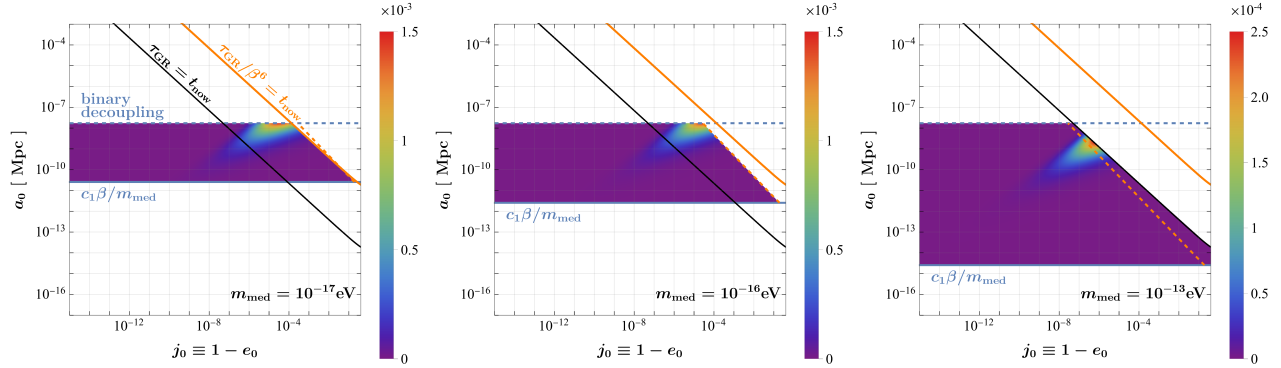 ×10⁻³
1.5
10⁻⁴
τ_GR = t_now
τ_GR/β⁶ = t_now
binary
decoupling
10⁻⁷
1
a₀ [ Mpc ]
10⁻¹⁰
c₁β/m_med
0.5
10⁻¹³
10⁻¹⁶
m_med = 10⁻¹⁷eV
0
10⁻¹²
10⁻⁸
10⁻⁴
j₀ ≡ 1 − e₀
×10⁻³
1.5
10⁻⁴
10⁻⁷
1
a₀ [ Mpc ]
10⁻¹⁰
c₁β/m_med
0.5
10⁻¹³
10⁻¹⁶
m_med = 10⁻¹⁶eV
0
10⁻¹²
10⁻⁸
10⁻⁴
j₀ ≡ 1 − e₀
×10⁻⁴
2.5
10⁻⁴
2.0
10⁻⁷
1.5
a₀ [ Mpc ]
10⁻¹⁰
1
10⁻¹³
0.5
c₁β/m_med
10⁻¹⁶
m_med = 10⁻¹³eV
0
10⁻¹²
10⁻⁸
10⁻⁴
j₀ ≡ 1 − e₀